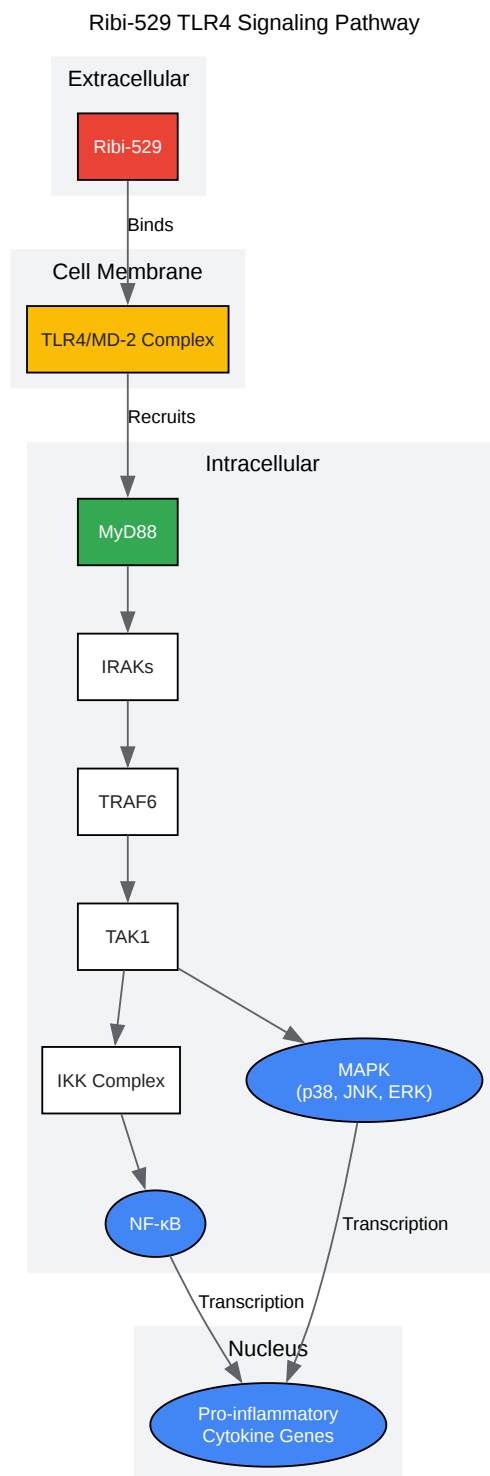 Ribi-529 TLR4 Signaling Pathway
Extracellular
Ribi-529
Binds
Cell Membrane
TLR4/MD-2 Complex
Recruits
Intracellular
MyD88
IRAKs
TRAF6
TAK1
IKK Complex
MAPK
(p38, JNK, ERK)
NF-κB
Transcription
Transcription
Nucleus
Pro-inflammatory
Cytokine Genes